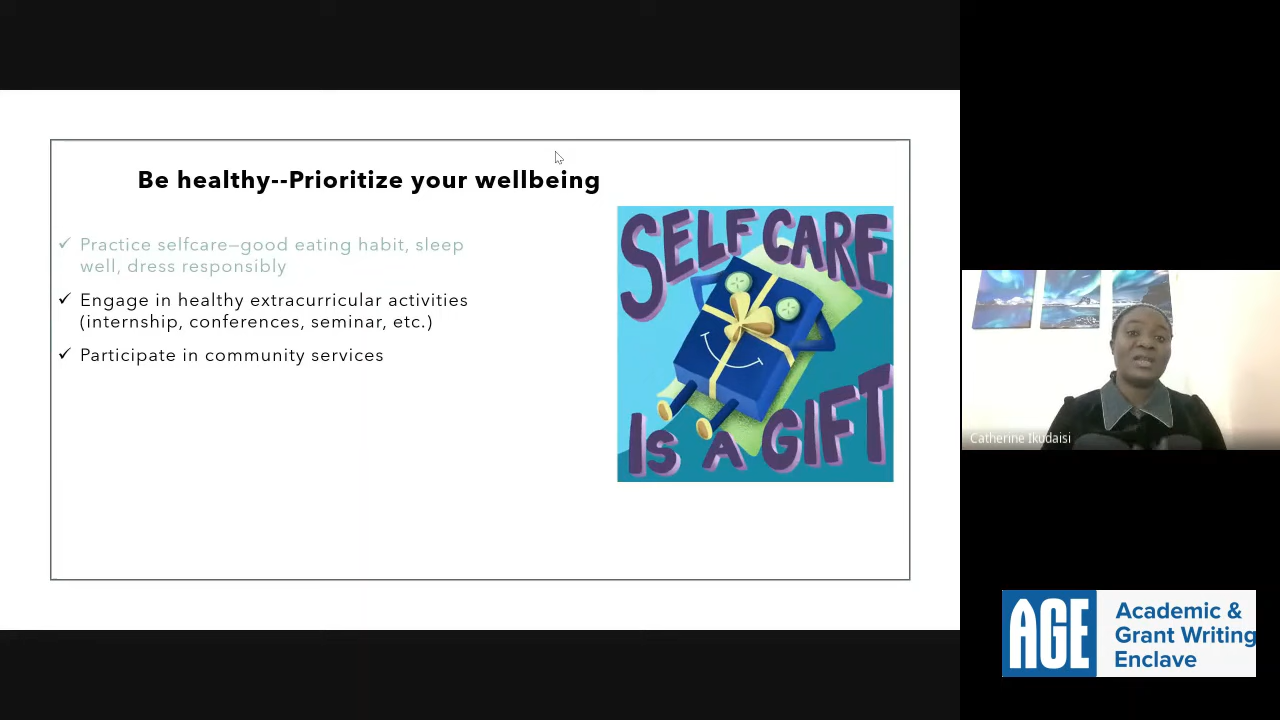 Be healthy--Prioritize your wellbeing
✓ Practice selfcare–good eating habit, sleep
well, dress responsibly
✓ Engage in healthy extracurricular activities
(internship, conferences, seminar, etc.)
✓ Participate in community services
SELF CARE
IS A GIFT
Catherine Ikudaisi
AGE
Academic &
Grant Writing
Enclave